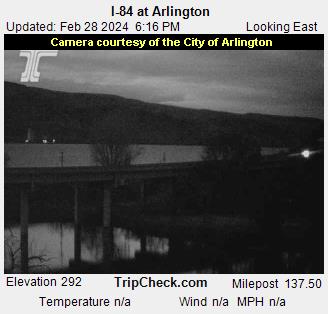 I-84 at Arlington
Updated: Feb 28 2024 6:16 PM Looking East
Camera courtesy of the City of Arlington
Elevation 292 TripCheck.com Milepost 137.50
Temperature n/a Wind n/a MPH n/a